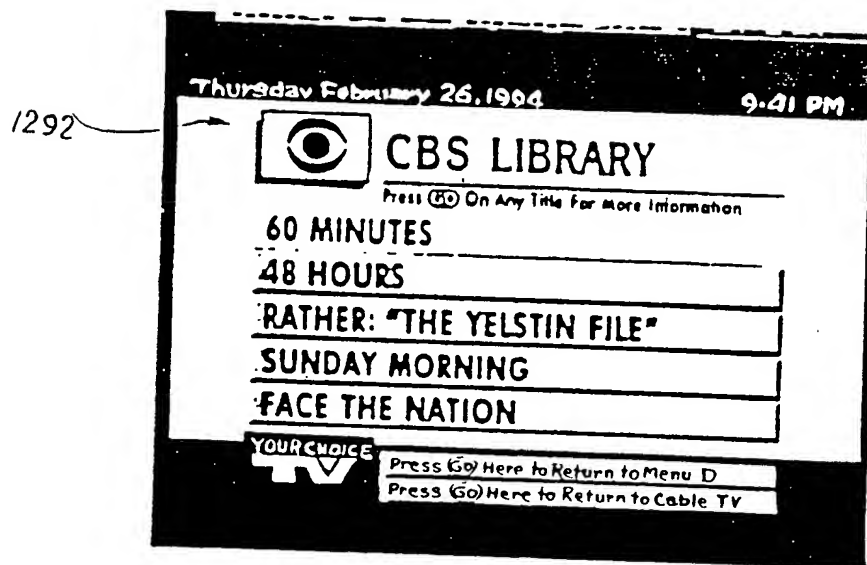 Thursday February 26, 1994
9:41 PM
1292
CBS LIBRARY
Press (Go) On Any Title For More Information
60 MINUTES
48 HOURS
RATHER: "THE YELSTIN FILE"
SUNDAY MORNING
FACE THE NATION
YOUR CHOICE
TV
Press (Go) Here to Return to Menu D
Press (Go) Here to Return to Cable TV